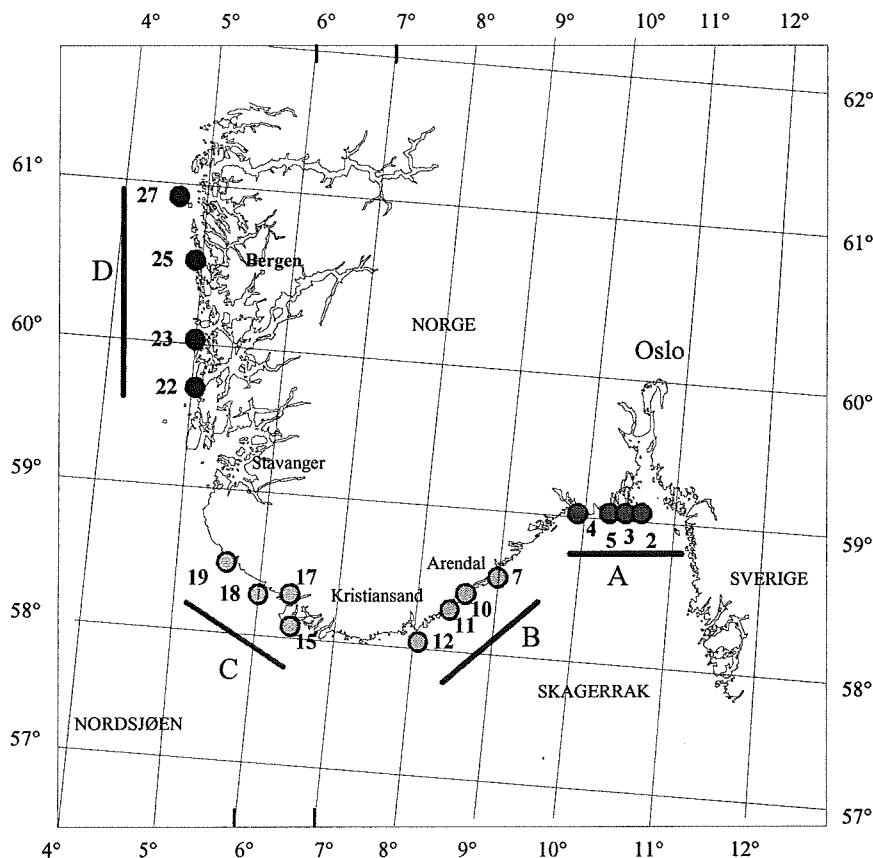 4° 5° 6° 7° 8° 9° 10° 11° 12°
62°
61°
27
61°
D
25
Bergen
60°
NORGE
23
Oslo
22
60°
59°
Stavanger
4
5 3 2
59°
A
19
18
17
Arendal
7
SVERIGE
Kristiansand
10
11
58°
15
12
B
C
SKAGERRAK
58°
NORDSJØEN
57°
57°
4° 5° 6° 7° 8° 9° 10° 11° 12°